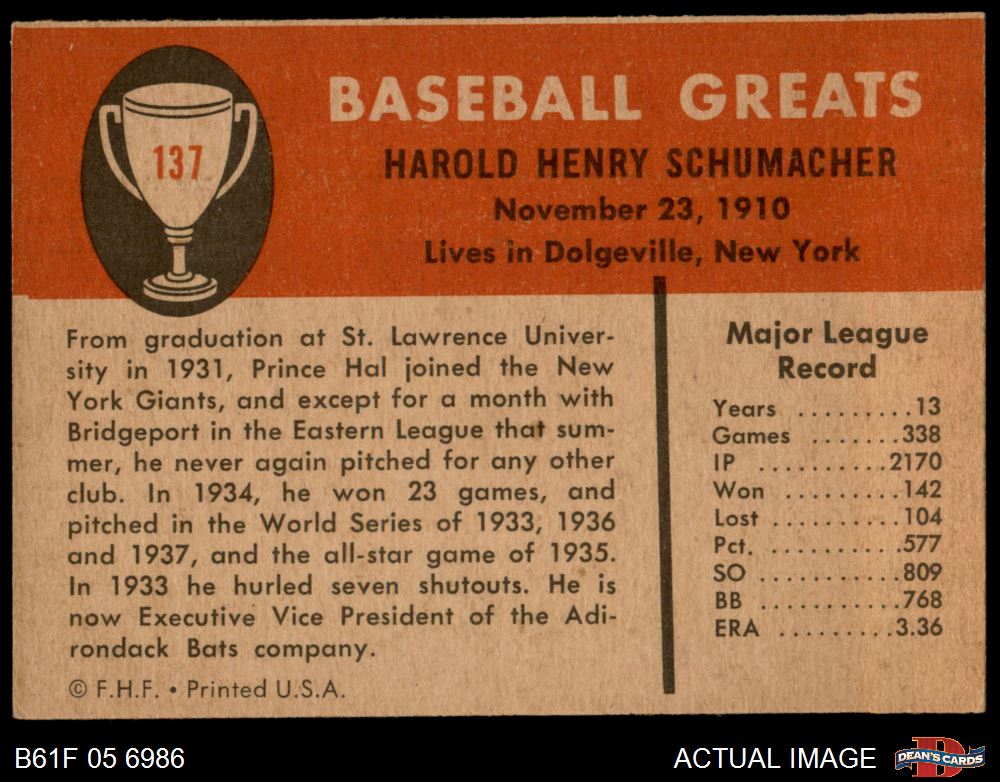 137
BASEBALL GREATS
HAROLD HENRY SCHUMACHER
November 23, 1910
Lives in Dolgeville, New York
From graduation at St. Lawrence Univer-
sity in 1931, Prince Hal joined the New
York Giants, and except for a month with
Bridgeport in the Eastern League that sum-
mer, he never again pitched for any other
club. In 1934, he won 23 games, and
pitched in the World Series of 1933, 1936
and 1937, and the all-star game of 1935.
In 1933 he hurled seven shutouts. He is
now Executive Vice President of the Adi-
rondack Bats company.
© F.H.F. • Printed U.S.A.
Major League
Record
Years .........13
Games .......338
IP ..........2170
Won .........142
Lost ..........104
Pct. ..........577
SO ..........809
BB ..........768
ERA .........3.36
B61F 05 6986
ACTUAL IMAGE
D
DEAN'S CARDS